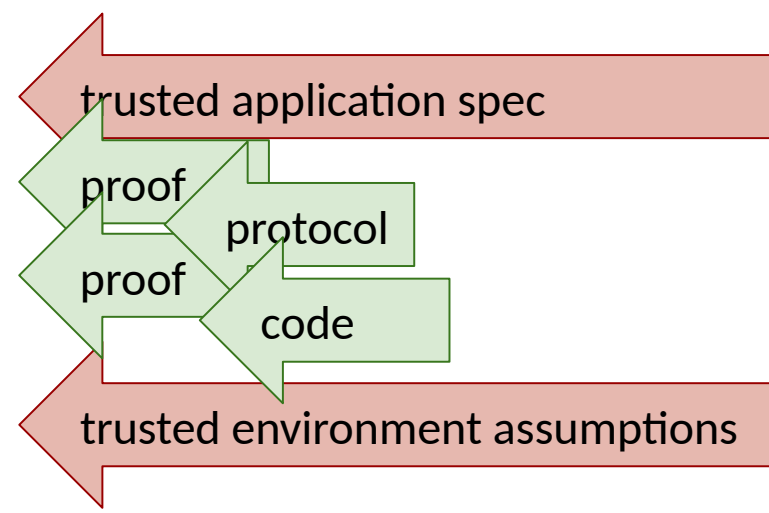 trusted application spec
proof
protocol
proof
code
trusted environment assumptions